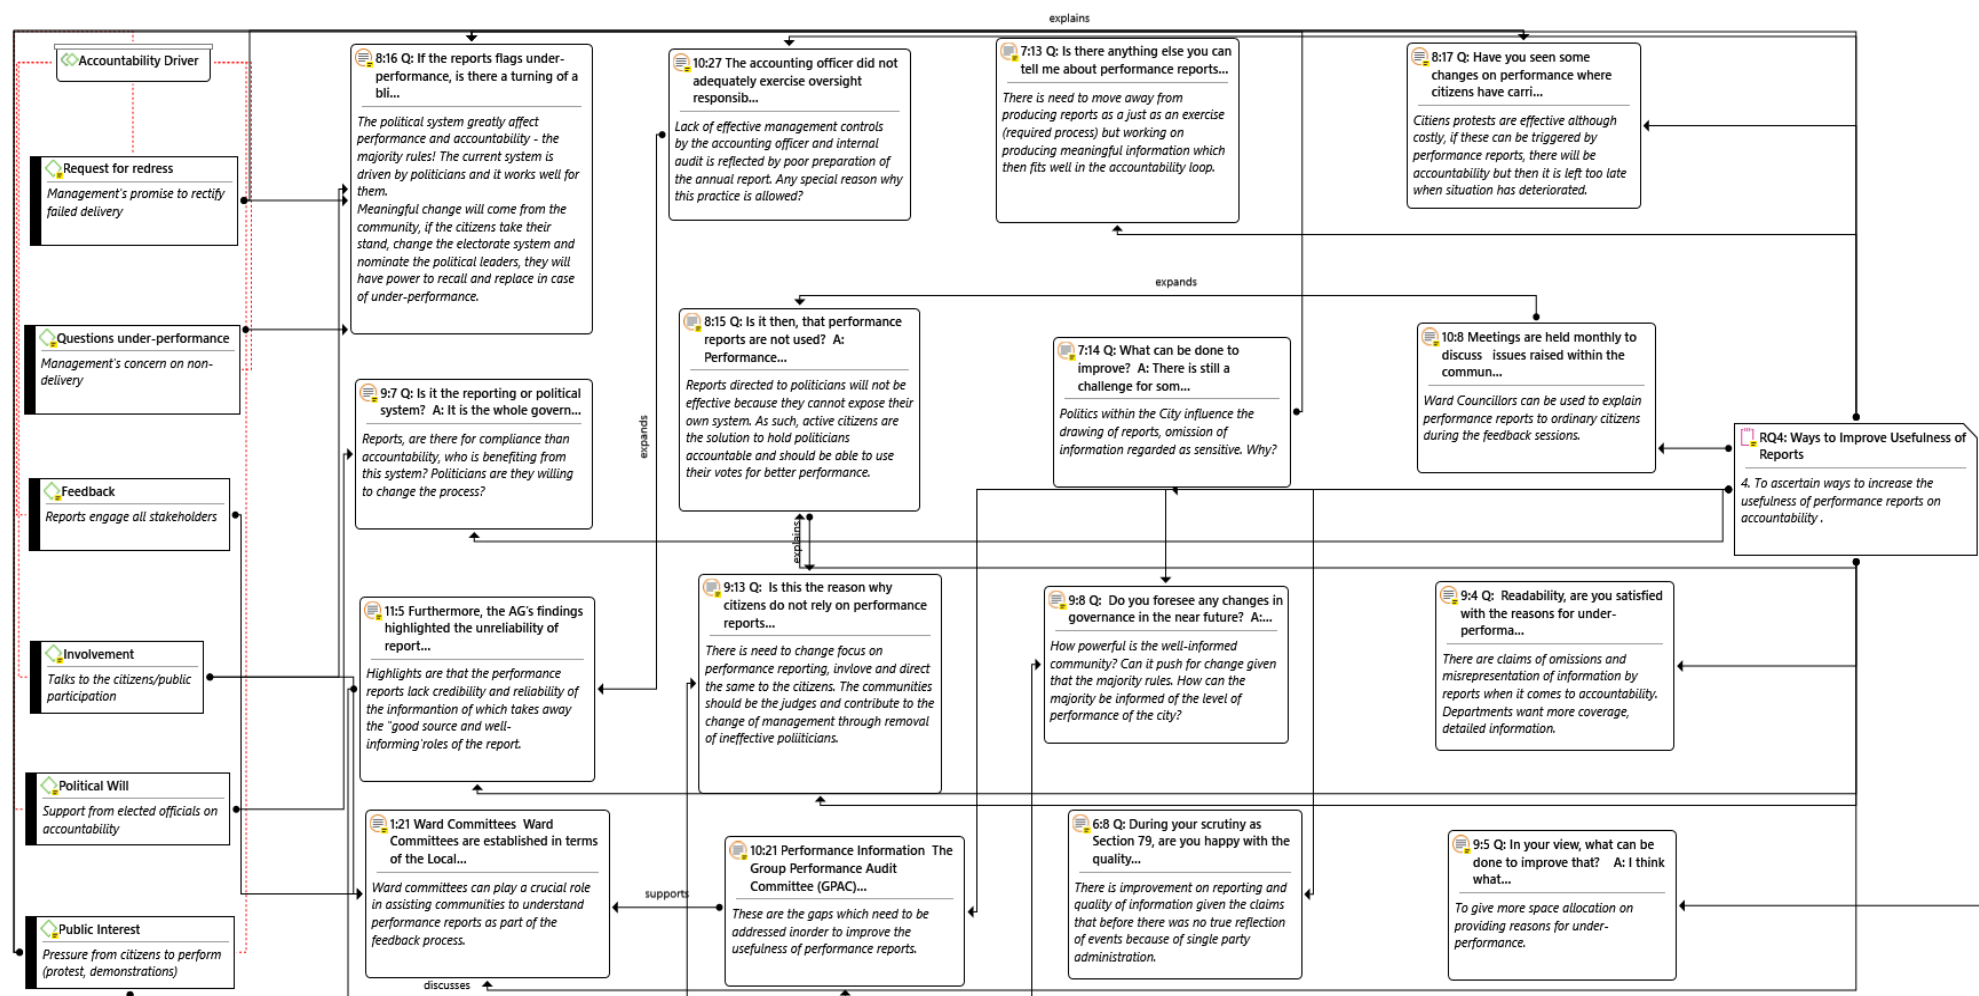 explains
Accountability Driver
8:16 Q: If the reports flags under-
performance, is there a turning of a
bli...
The political system greatly affect
performance and accountability - the
majority rules! The current system is
driven by politicians and it works well for
them.
Meaningful change will come from the
community, if the citizens take their
stand, change the electorate system and
nominate the political leaders, they will
have power to recall and replace in case
of under-performance.
10:27 The accounting officer did not
adequately exercise oversight
responsib...
Lack of effective management controls
by the accounting officer and internal
audit is reflected by poor preparation of
the annual report. Any special reason why
this practice is allowed?
7:13 Q: Is there anything else you can
tell me about performance reports...
There is need to move away from
producing reports as a just as an exercise
(required process) but working on
producing meaningful information which
then fits well in the accountability loop.
8:17 Q: Have you seen some
changes on performance where
citizens have carri...
Citiens protests are effective although
costly, if these can be triggered by
performance reports, there will be
accountability but then it is left too late
when situation has deteriorated.
Request for redress
Management's promise to rectify
failed delivery
Questions under-performance
Management's concern on non-
delivery
expands
8:15 Q: Is it then, that performance
reports are not used? A:
Performance...
Reports directed to politicians will not be
effective because they cannot expose their
own system. As such, active citizens are
the solution to hold politicians
accountable and should be able to use
their votes for better performance.
7:14 Q: What can be done to
improve? A: There is still a
challenge for som...
Politics within the City influence the
drawing of reports, omission of
information regarded as sensitive. Why?
10:8 Meetings are held monthly to
discuss issues raised within the
commun...
Ward Councillors can be used to explain
performance reports to ordinary citizens
during the feedback sessions.
RQ4: Ways to Improve Usefulness of
Reports
4. To ascertain ways to increase the
usefulness of performance reports on
accountability .
9:7 Q: Is it the reporting or political
system? A: It is the whole govern...
Reports, are there for compliance than
accountability, who is benefiting from
this system? Politicians are they willing
to change the process?
expands
Feedback
Reports engage all stakeholders
explains
Involvement
Talks to the citizens/public
participation
11:5 Furthermore, the AG's findings
highlighted the unreliability of
report...
Highlights are that the performance
reports lack credibility and reliability of
the informantion of which takes away
the "good source and well-
informing'roles of the report.
9:13 Q: Is this the reason why
citizens do not rely on performance
reports...
There is need to change focus on
performance reporting, invlove and direct
the same to the citizens. The communities
should be the judges and contribute to the
change of management through removal
of ineffective poliiticians.
9:8 Q: Do you foresee any changes in
governance in the near future? A:...
How powerful is the well-informed
community? Can it push for change given
that the majority rules. How can the
majority be informed of the level of
performance of the city?
9:4 Q: Readability, are you satisfied
with the reasons for under-
performa...
There are claims of omissions and
misrepresentation of information by
reports when it comes to accountability.
Departments want more coverage,
detailed information.
Political Will
Support from elected officials on
accountability
1:21 Ward Committees Ward
Committees are established in terms
of the Local...
Ward committees can play a crucial role
in assisting communities to understand
performance reports as part of the
feedback process.
supports
10:21 Performance Information The
Group Performance Audit
Committee (GPAC)...
These are the gaps which need to be
addressed inorder to improve the
usefulness of performance reports.
6:8 Q: During your scrutiny as
Section 79, are you happy with the
quality...
There is improvement on reporting and
quality of information given the claims
that before there was no true reflection
of events because of single party
administration.
9:5 Q: In your view, what can be
done to improve that? A: I think
what...
To give more space allocation on
providing reasons for under-
performance.
Public Interest
Pressure from citizens to perform
(protest, demonstrations)
discusses